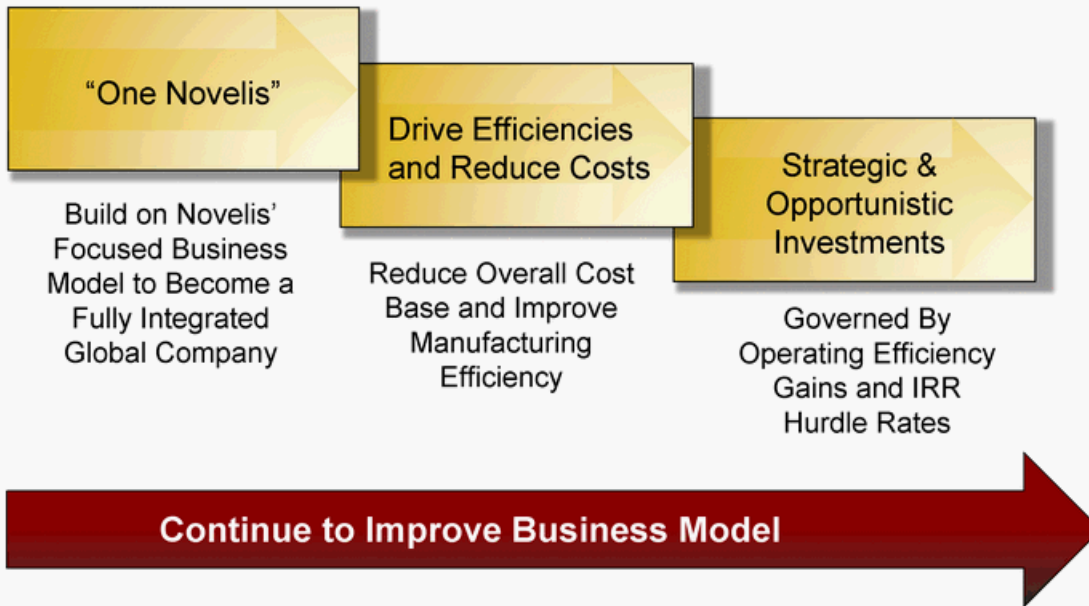 “One Novelis”
Build on Novelis’
Focused Business
Model to Become a
Fully Integrated
Global Company
Drive Efficiencies
and Reduce Costs
Reduce Overall Cost
Base and Improve
Manufacturing
Efficiency
Strategic &
Opportunistic
Investments
Governed By
Operating Efficiency
Gains and IRR
Hurdle Rates
Continue to Improve Business Model